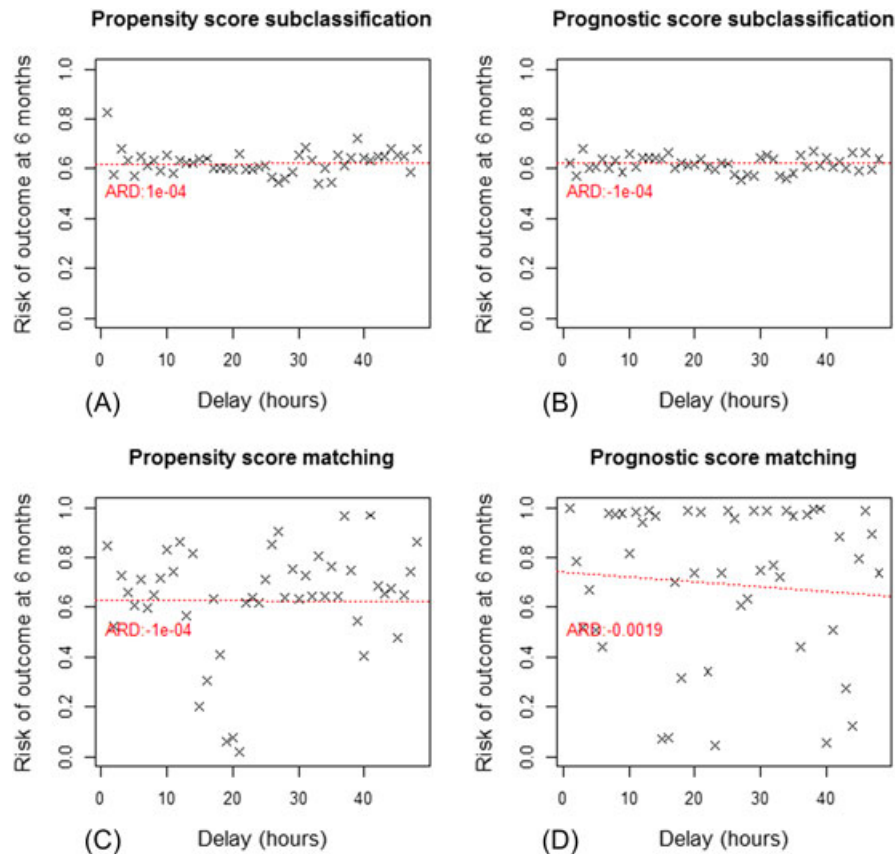 Propensity score subclassification
Risk of outcome at 6 months
0.0 0.2 0.4 0.6 0.8 1.0
ARD:1e-04
0 10 20 30 40
(A) Delay (hours)
Prognostic score subclassification
Risk of outcome at 6 months
0.0 0.2 0.4 0.6 0.8 1.0
ARD:-1e-04
0 10 20 30 40
(B) Delay (hours)
Propensity score matching
Risk of outcome at 6 months
0.0 0.2 0.4 0.6 0.8 1.0
ARD:-1e-04
0 10 20 30 40
(C) Delay (hours)
Prognostic score matching
Risk of outcome at 6 months
0.0 0.2 0.4 0.6 0.8 1.0
ARD:-0.0019
0 10 20 30 40
(D) Delay (hours)